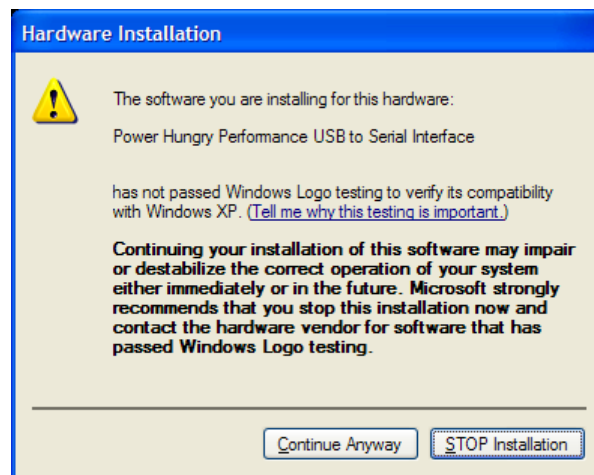 Hardware Installation
The software you are installing for this hardware:
Power Hungry Performance USB to Serial Interface
has not passed Windows Logo testing to verify its compatibility
with Windows XP. (Tell me why this testing is important.)
Continuing your installation of this software may impair
or destabilize the correct operation of your system
either immediately or in the future. Microsoft strongly
recommends that you stop this installation now and
contact the hardware vendor for software that has
passed Windows Logo testing.
Continue Anyway STOP Installation